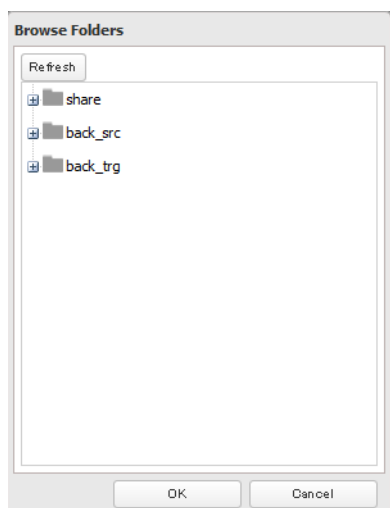 Browse Folders
Refresh
share
back_src
back_trg
OK
Cancel